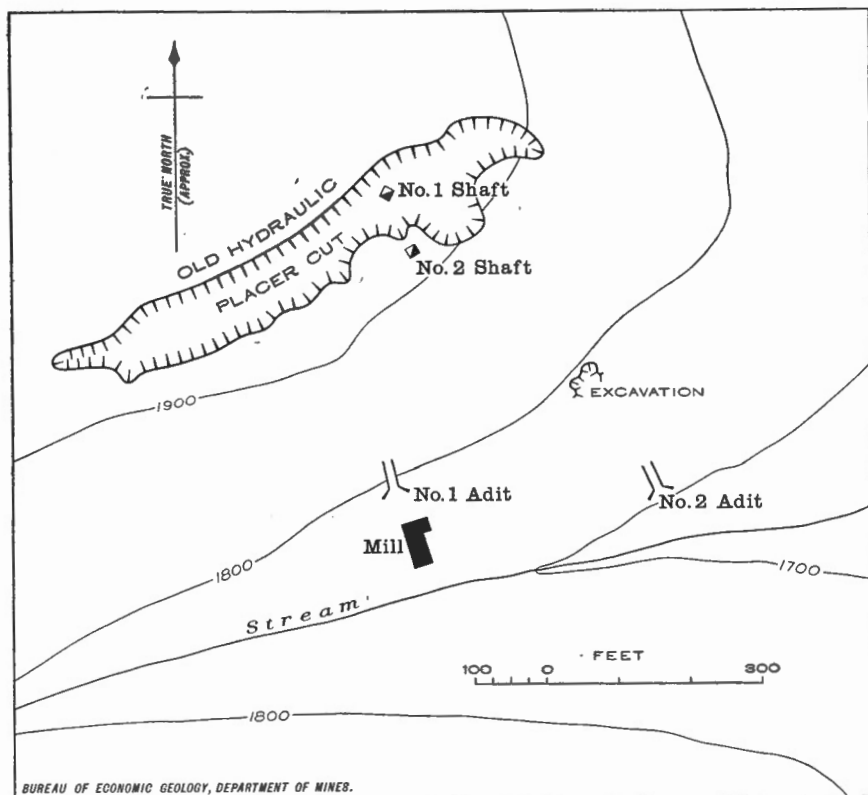 TRUE NORTH
(APPROX.)
No. 1 Shaft
OLD HYDRAULIC
PLACER CUT
No. 2 Shaft
EXCAVATION
1900
No. 1 Adit
No. 2 Adit
Mill
1800
1700
Stream
FEET
100 0 300
1800
BUREAU OF ECONOMIC GEOLOGY, DEPARTMENT OF MINES.